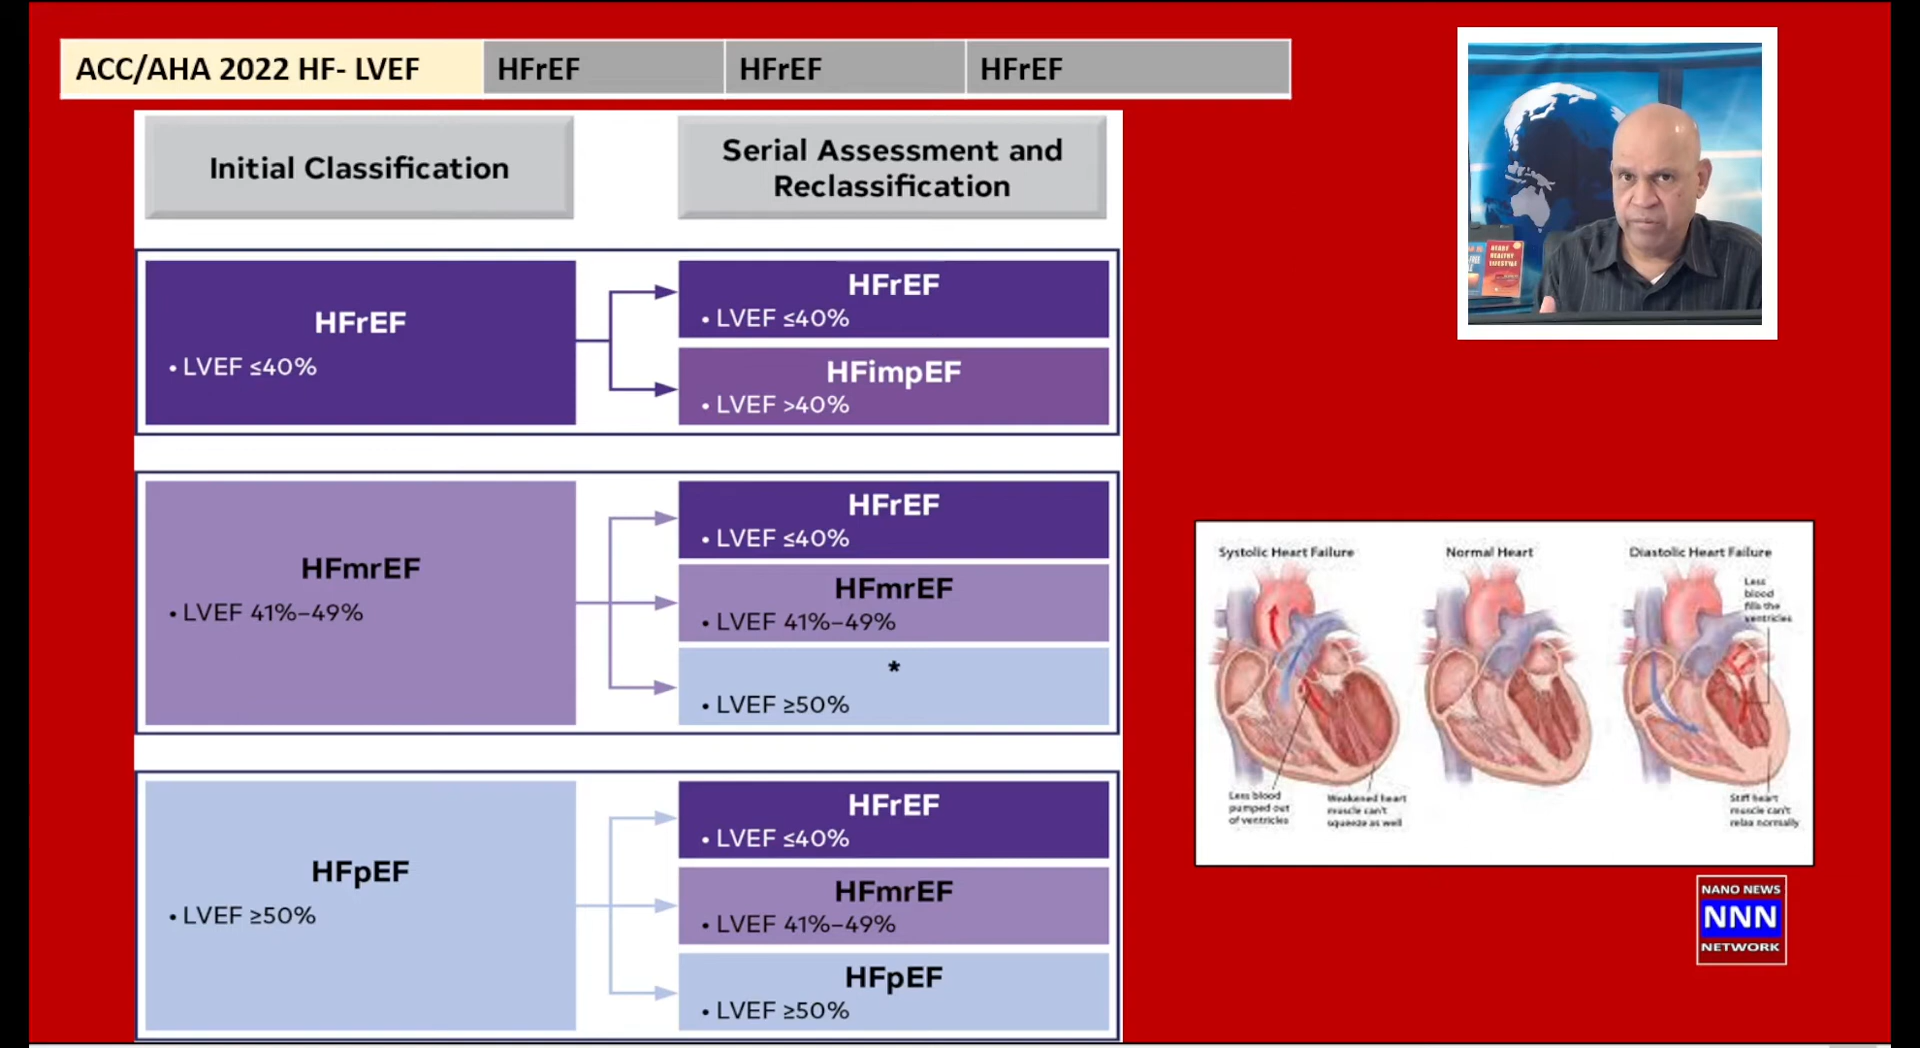 ACC/AHA 2022 HF- LVEF
HFrEF
HFrEF
HFrEF
Initial Classification
Serial Assessment and
Reclassification
HFrEF
• LVEF ≤40%
HFrEF
• LVEF ≤40%
HFimpEF
• LVEF >40%
HFmrEF
• LVEF 41%–49%
HFrEF
• LVEF ≤40%
HFmrEF
• LVEF 41%–49%
*
• LVEF ≥50%
HFpEF
• LVEF ≥50%
HFrEF
• LVEF ≤40%
HFmrEF
• LVEF 41%–49%
HFpEF
• LVEF ≥50%
HEART
HEALTHY
LIFESTYLE
Systolic Heart Failure
Normal Heart
Diastolic Heart Failure
Less
blood
fills the
ventricles
Less blood
pumped out
of ventricles
Weakened heart
muscle can't
squeeze as well
Stiff heart
muscle can't
relax normally
NANO NEWS
NNN
NETWORK